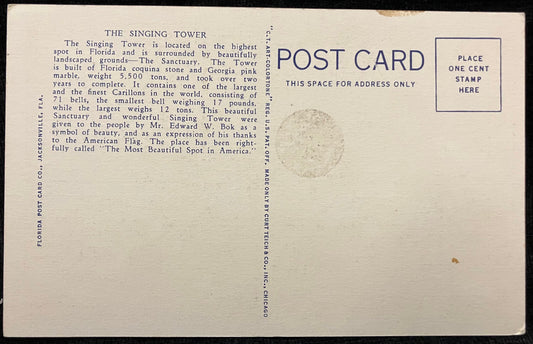 THE SINGING TOWER
The Singing Tower is located on the highest
spot in Florida and is surrounded by beautifully
landscaped grounds—The Sanctuary. The Tower
is built of Florida coquina stone and Georgia pink
marble, weight 5,500 tons, and took over two
years to complete. It contains one of the largest
and the finest Carillons in the world, consisting of
71 bells, the smallest bell weighing 17 pounds,
while the largest weighs 12 tons. This beautiful
Sanctuary and wonderful Singing Tower were
given to the people by Mr. Edward W. Bok as a
symbol of beauty, and as an expression of his thanks
to the American Flag. The place has been right-
fully called "The Most Beautiful Spot in America."
FLORIDA POST CARD CO., JACKSONVILLE, FLA.
"C.T. ART-COLORTONE" REG. U.S. PAT. OFF. MADE ONLY BY CURT TEICH & CO., INC., CHICAGO
POST CARD
THIS SPACE FOR ADDRESS ONLY
PLACE
ONE CENT
STAMP
HERE